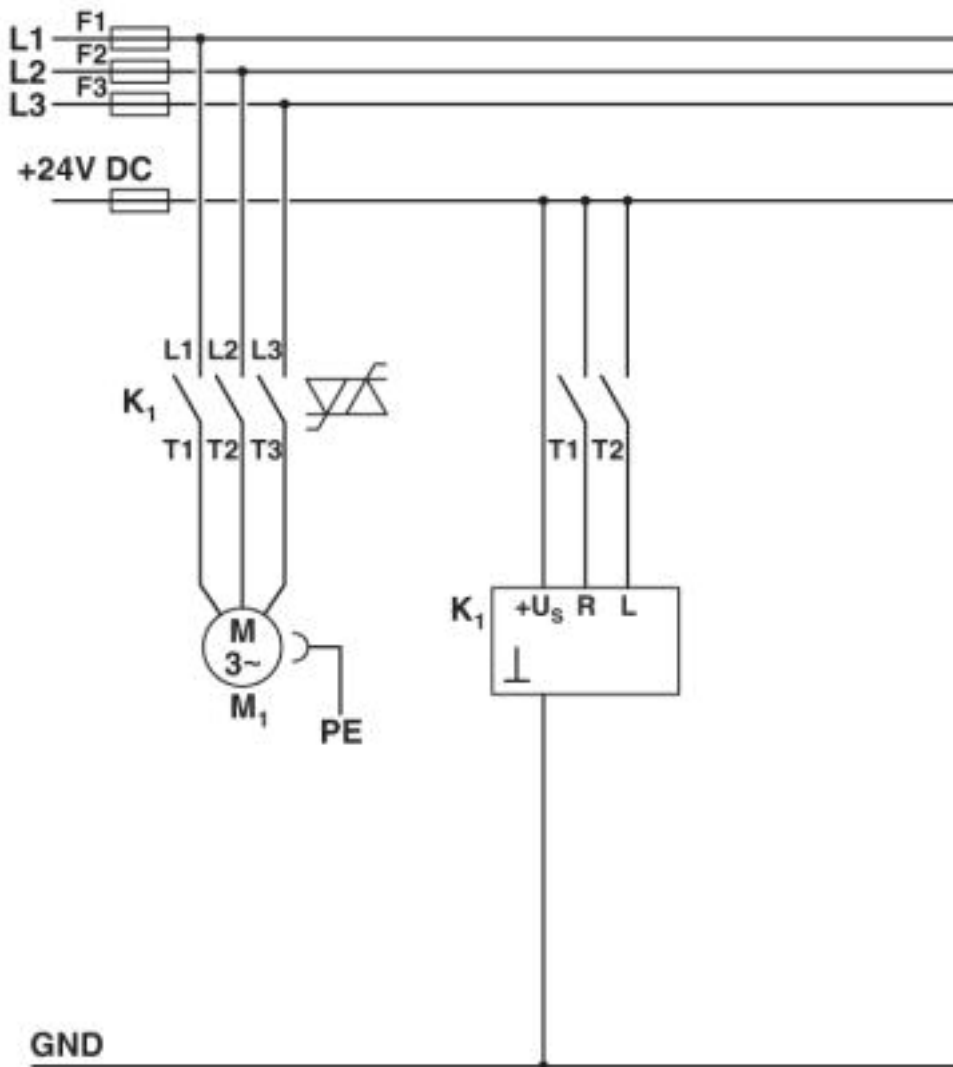 F1
L1
F2
L2
F3
L3
+24V DC
L1 L2 L3
K₁
T1 T2 T3
T1 T2
K₁ +Uₛ R L
M
3~
M₁
PE
GND